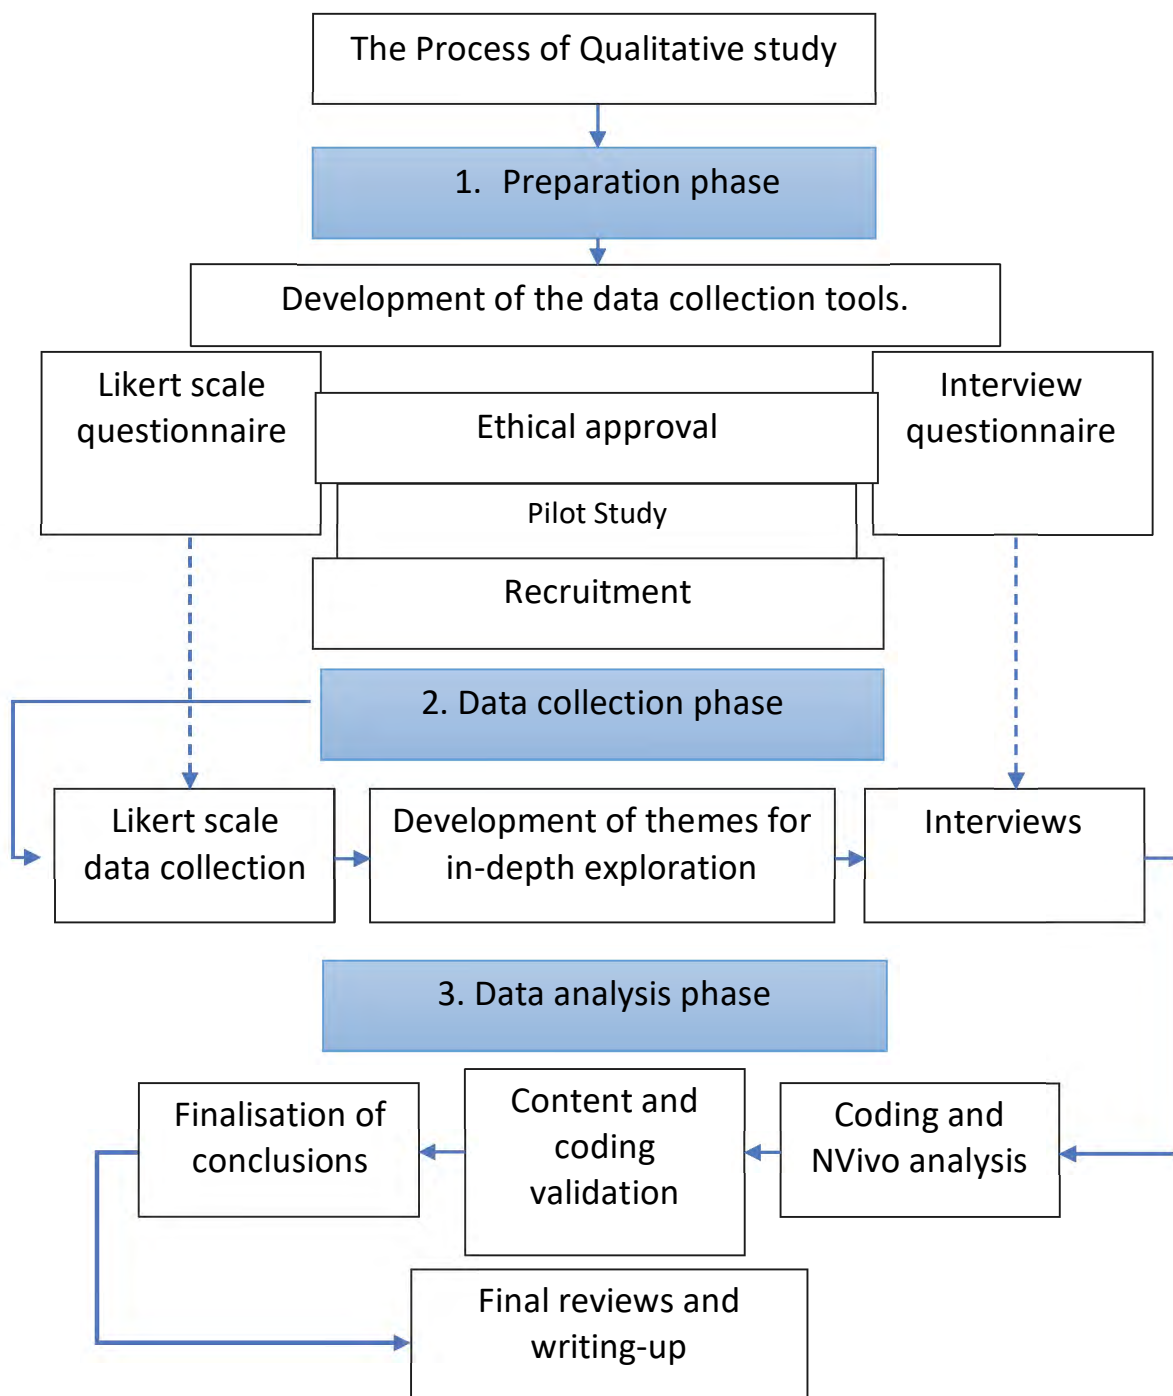 The Process of Qualitative study
1. Preparation phase
Development of the data collection tools.
Likert scale
questionnaire
Ethical approval
Interview
questionnaire
Pilot Study
Recruitment
2. Data collection phase
Likert scale
data collection
Development of themes for
in-depth exploration
Interviews
3. Data analysis phase
Finalisation of
conclusions
Content and
coding
validation
Coding and
NVivo analysis
Final reviews and
writing-up